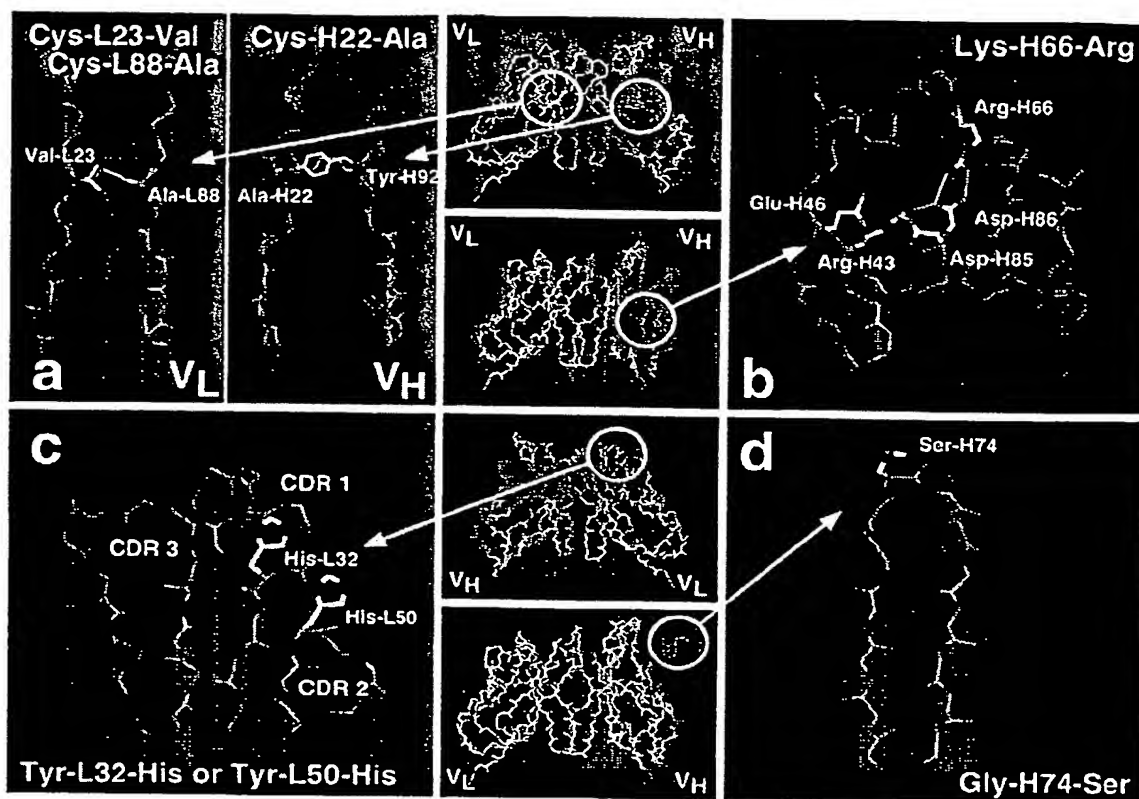 Cys-L23-Val
Cys-L88-Ala
Val-L23
Ala-L88
a
VL
Cys-H22-Ala
Ala-H22
Tyr-H92
VH
VL
VH
VL
VH
Lys-H66-Arg
Arg-H66
Glu-H46
Asp-H86
Arg-H43
Asp-H85
b
c
CDR 1
CDR 3
His-L32
His-L50
CDR 2
Tyr-L32-His or Tyr-L50-His
VH
VL
VL
VH
d
Ser-H74
Gly-H74-Ser